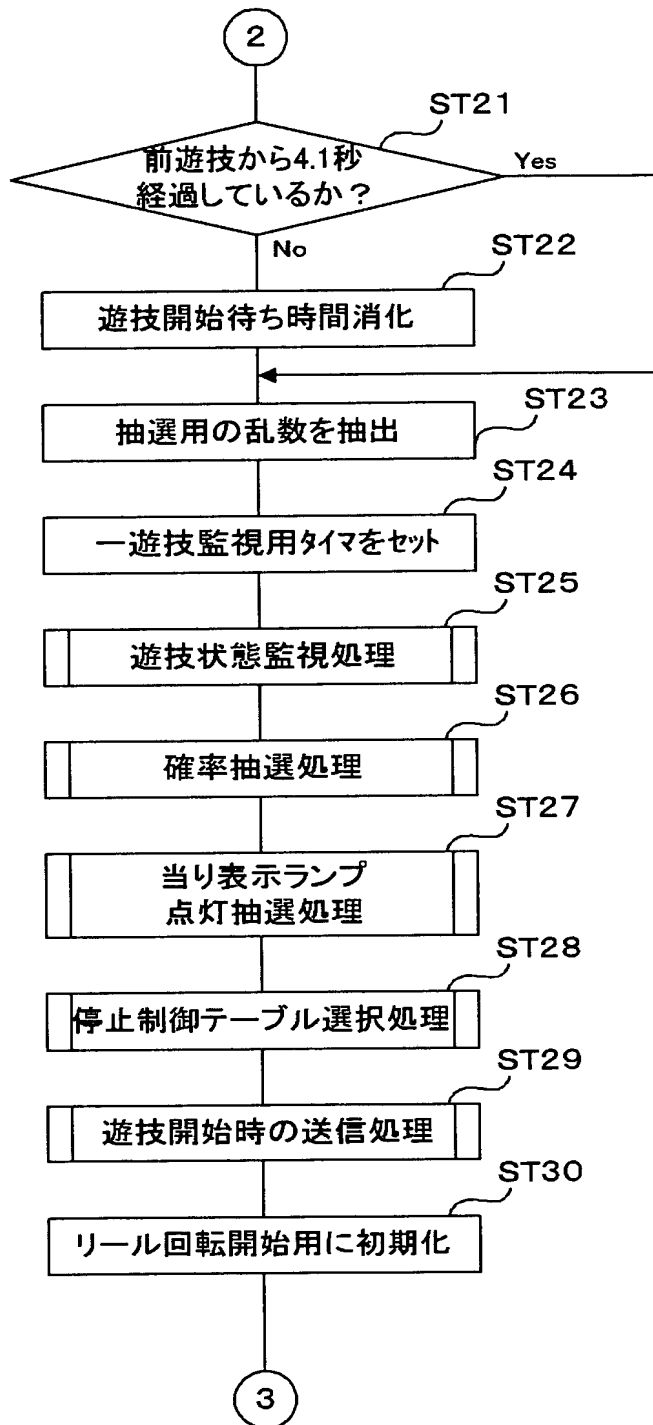 2
ST21
前遊技から4.1秒
経過しているか？
Yes
No
ST22
遊技開始待ち時間消化
ST23
抽選用の乱数を抽出
ST24
一遊技監視用タイマをセット
ST25
遊技状態監視処理
ST26
確率抽選処理
ST27
当り表示ランプ
点灯抽選処理
ST28
停止制御テーブル選択処理
ST29
遊技開始時の送信処理
ST30
リール回転開始用に初期化
3